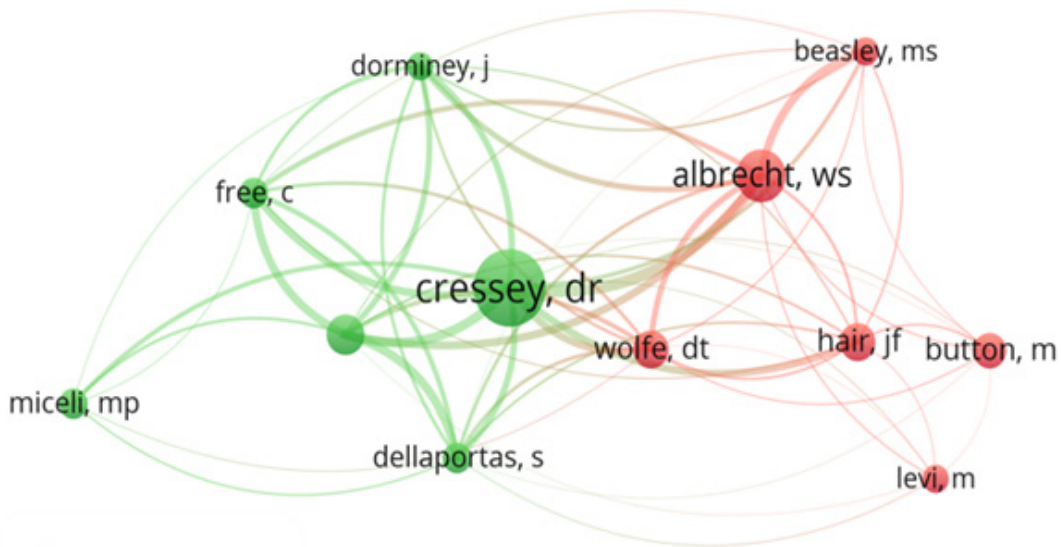 beasley, ms
dorminey, j
albrecht, ws
free, c
cressey, dr
wolfe, dt
hair, jf
button, m
miceli, mp
dellaportas, s
levi, m